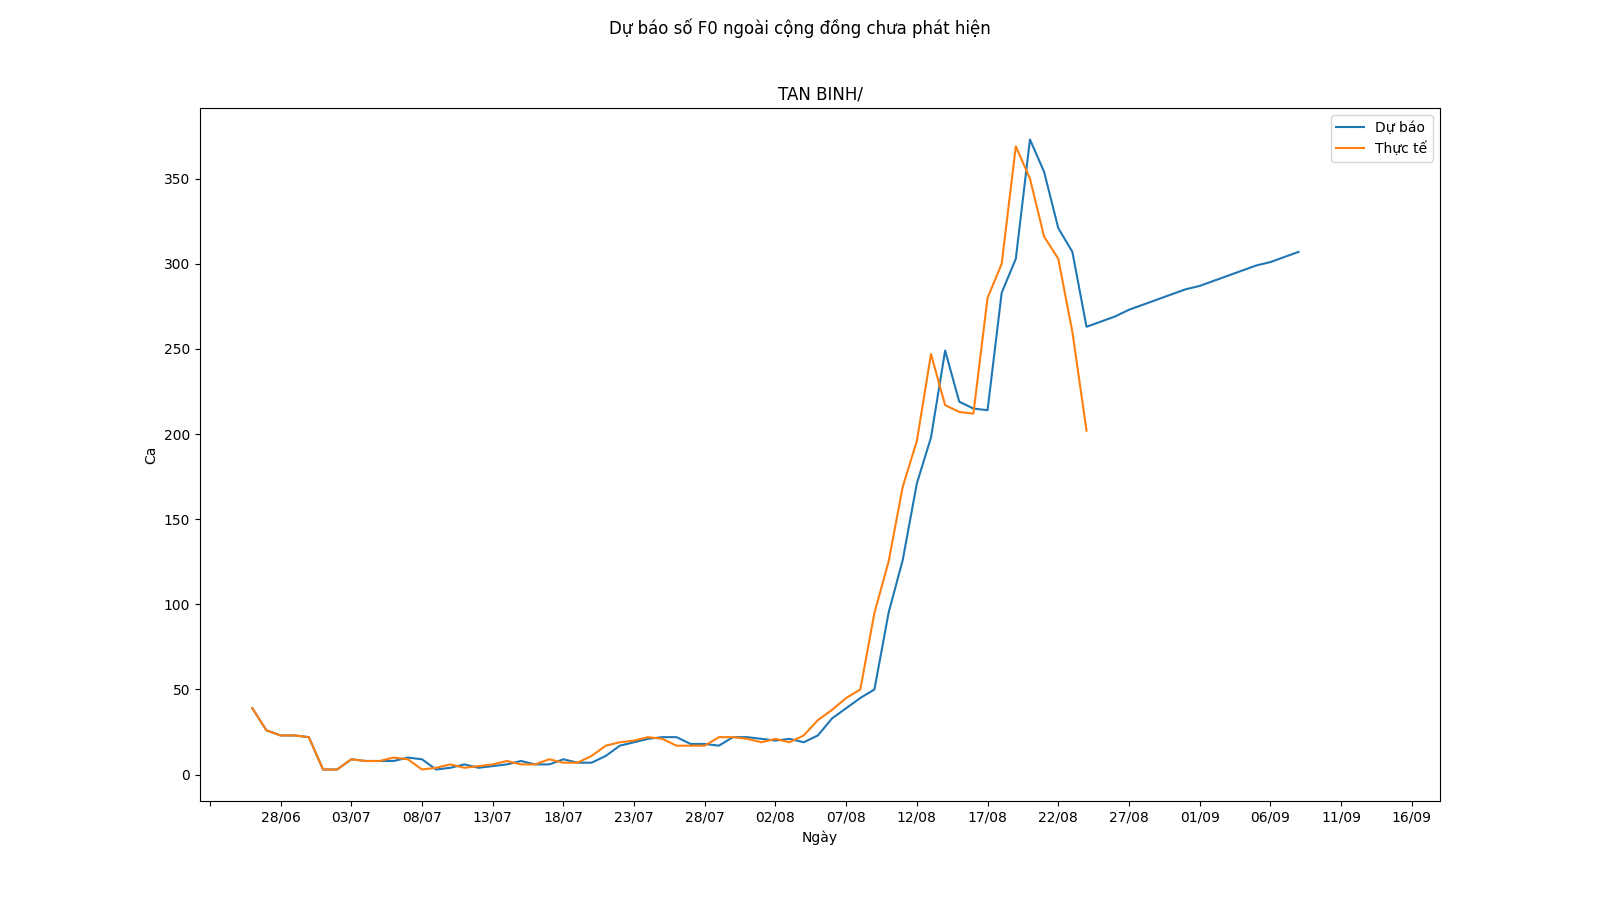 Dự báo số F0 ngoài cộng đồng chưa phát hiện
TAN BINH/
Dự báo
Thực tế
350
300
250
200
150
100
50
0
Ca
28/06 03/07 08/07 13/07 18/07 23/07 28/07 02/08 07/08 12/08 17/08 22/08 27/08 01/09 06/09 11/09 16/09
Ngày